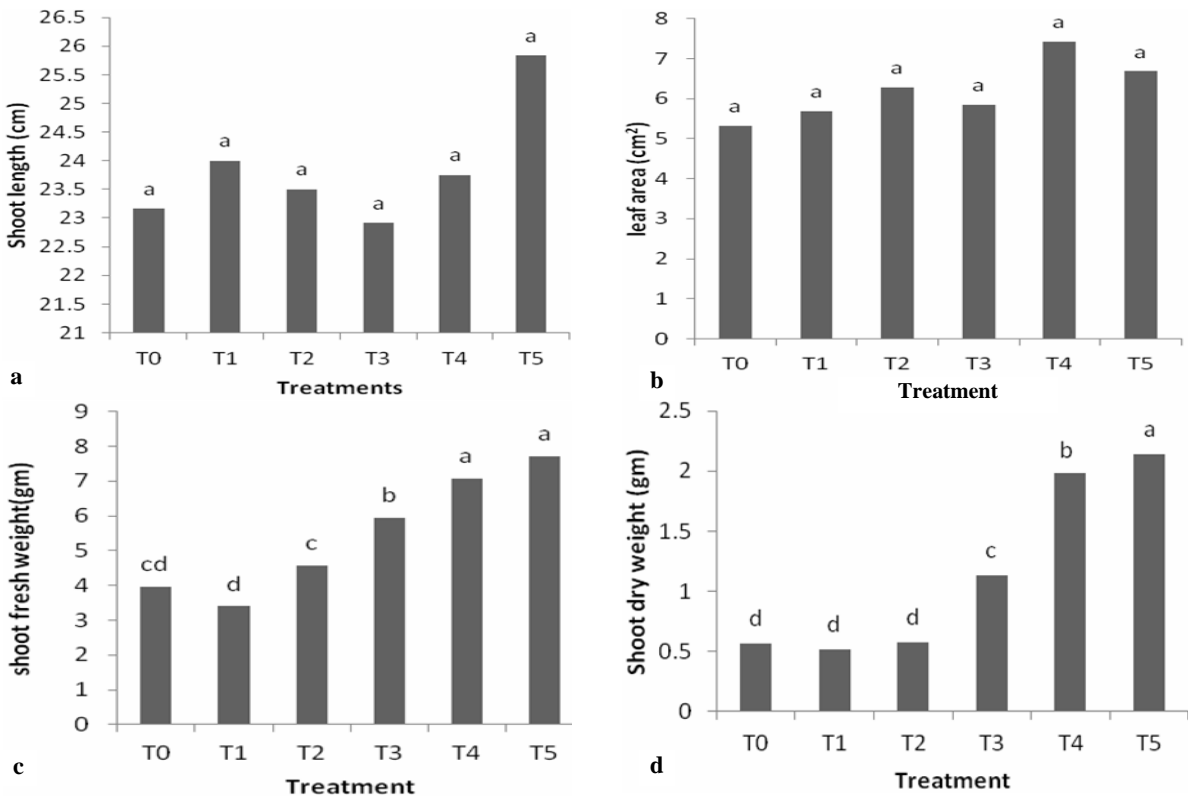 Shoot length (cm)
26.5
26
25.5
25
24.5
24
23.5
23
22.5
22
21.5
21
a
a
a
a
a
a
T0 T1 T2 T3 T4 T5
Treatments
a
leaf area (cm²)
8
7
6
5
4
3
2
1
0
a
a
a
a
a
a
T0 T1 T2 T3 T4 T5
Treatment
b
shoot fresh weight(gm)
9
8
7
6
5
4
3
2
1
0
cd
d
c
b
a
a
T0 T1 T2 T3 T4 T5
Treatment
c
Shoot dry weight (gm)
2.5
2
1.5
1
0.5
0
d
d
d
c
b
a
T0 T1 T2 T3 T4 T5
Treatment
d